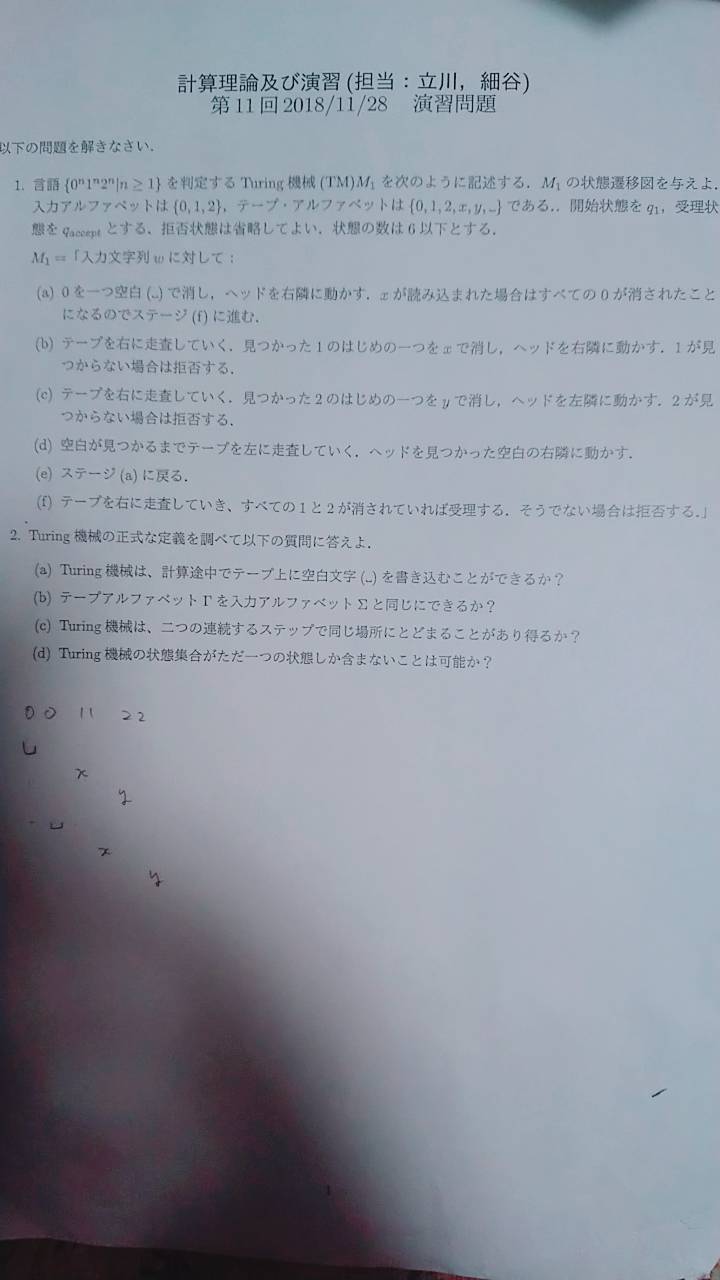 計算理論及び演習 (担当：立川，細谷)
第 11 回 2018/11/28　演習問題
以下の問題を解きなさい．
1. 言語 {0ⁿ1ⁿ2ⁿ|n ≥ 1} を判定する Turing 機械 (TM)M₁ を次のように記述する．M₁ の状態遷移図を与えよ．
入力アルファベットは {0, 1, 2}，テープ・アルファベットは {0, 1, 2, x, y, ␣} である．．開始状態を q₁，受理状
態を q_accept とする、拒否状態は省略してよい．状態の数は 6 以下とする．
M₁ =「入力文字列 w に対して：
(a) 0 を一つ空白 (␣) で消し，ヘッドを右隣に動かす．x が読み込まれた場合はすべての 0 が消されたこと
になるのでステージ (f) に進む．
(b) テープを右に走査していく．見つかった 1 のはじめの一つを x で消し，ヘッドを右隣に動かす．1 が見
つからない場合は拒否する．
(c) テープを右に走査していく．見つかった 2 のはじめの一つを y で消し，ヘッドを左隣に動かす．2 が見
つからない場合は拒否する．
(d) 空白が見つかるまでテープを左に走査していく．ヘッドを見つかった空白の右隣に動かす．
(e) ステージ (a) に戻る．
(f) テープを右に走査していき、すべての 1 と 2 が消されていれば受理する．そうでない場合は拒否する．」
2. Turing 機械の正式な定義を調べて以下の質問に答えよ．
(a) Turing 機械は、計算途中でテープ上に空白文字 (␣) を書き込むことができるか？
(b) テープアルファベット Γ を入力アルファベット Σ と同じにできるか？
(c) Turing 機械は、二つの連続するステップで同じ場所にとどまることがあり得るか？
(d) Turing 機械の状態集合がただ一つの状態しか含まないことは可能か？
0 0 1 1 2 2
␣
x
y
␣
x
y
1